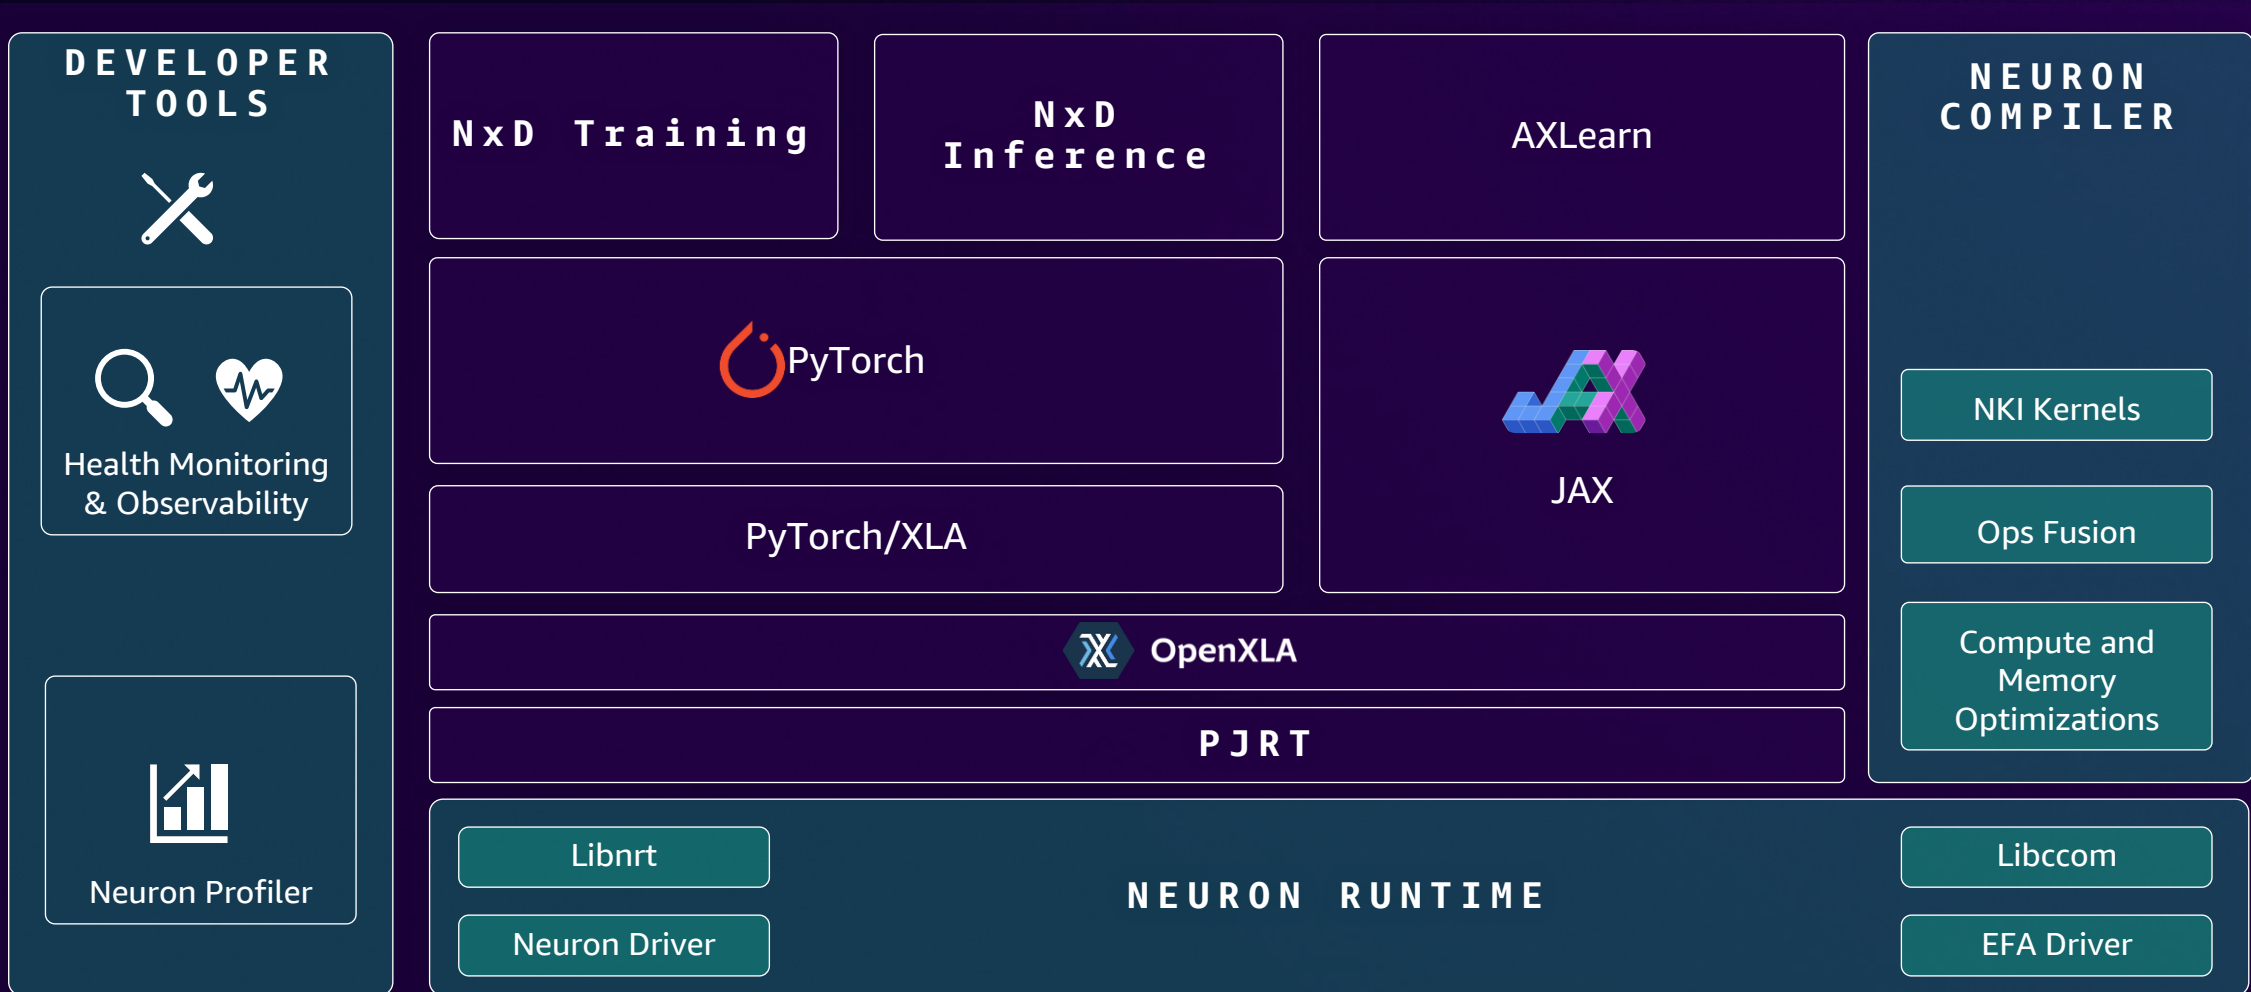 DEVELOPER
TOOLS
Health Monitoring
& Observability
Neuron Profiler
NxD Training
NxD
Inference
AXLearn
PyTorch
JAX
PyTorch/XLA
OpenXLA
PJRT
NEURON
COMPILER
NKI Kernels
Ops Fusion
Compute and
Memory
Optimizations
Libnrt
Neuron Driver
NEURON RUNTIME
Libccom
EFA Driver